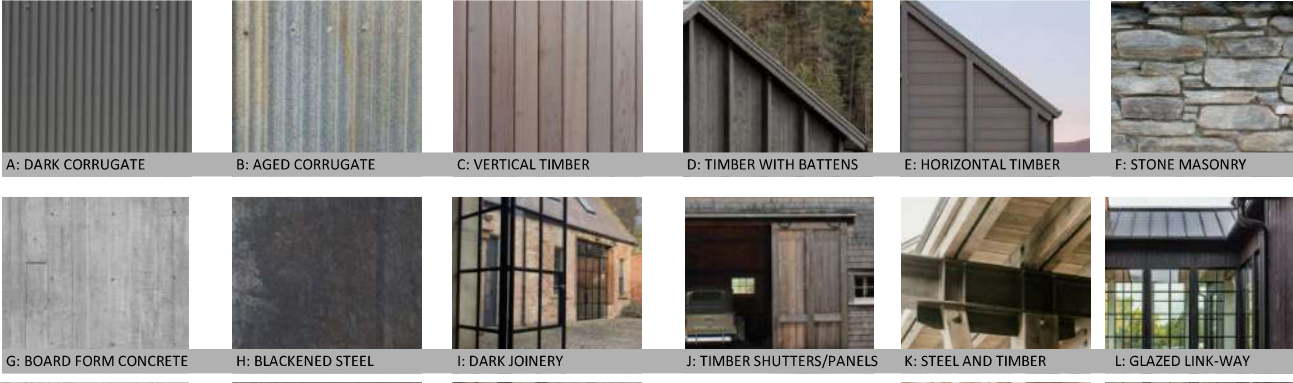 A: DARK CORRUGATE
B: AGED CORRUGATE
C: VERTICAL TIMBER
D: TIMBER WITH BATTENS
E: HORIZONTAL TIMBER
F: STONE MASONRY
G: BOARD FORM CONCRETE
H: BLACKENED STEEL
I: DARK JOINERY
J: TIMBER SHUTTERS/PANELS
K: STEEL AND TIMBER
L: GLAZED LINK-WAY